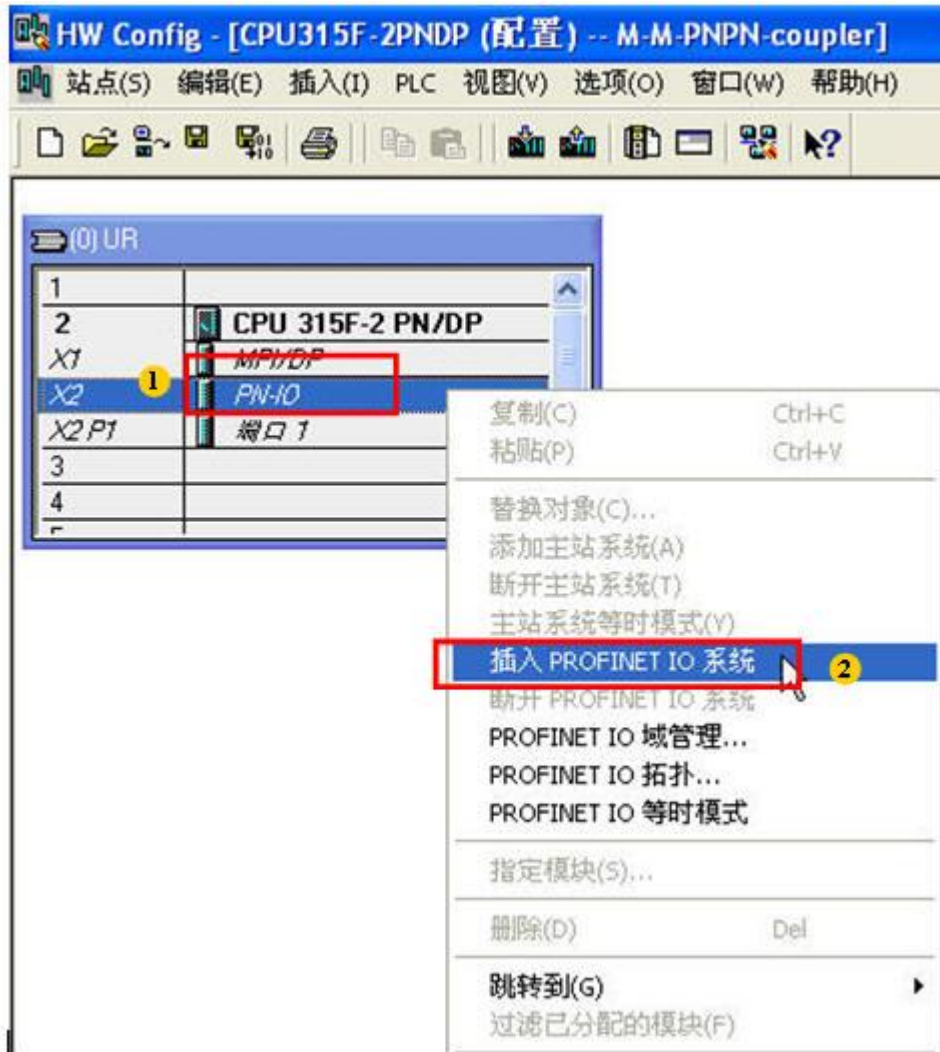 HW Config - [CPU315F-2PNDP (配置) -- M-M-PNPN-coupler]
站点(S) 编辑(E) 插入(I) PLC 视图(V) 选项(O) 窗口(W) 帮助(H)
(0) UR
1
2 CPU 315F-2 PN/DP
X1 MPI/DP
1
X2 PN-IO
X2 P1 端口 1
3
4
复制(C) Ctrl+C
粘贴(P) Ctrl+V
替换对象(C)...
添加主站系统(A)
断开主站系统(T)
主站系统等时模式(Y)
插入 PROFINET IO 系统 2
断开 PROFINET IO 系统
PROFINET IO 域管理...
PROFINET IO 拓扑...
PROFINET IO 等时模式
指定模块(S)...
删除(D) Del
跳转到(G)
过滤已分配的模块(F)